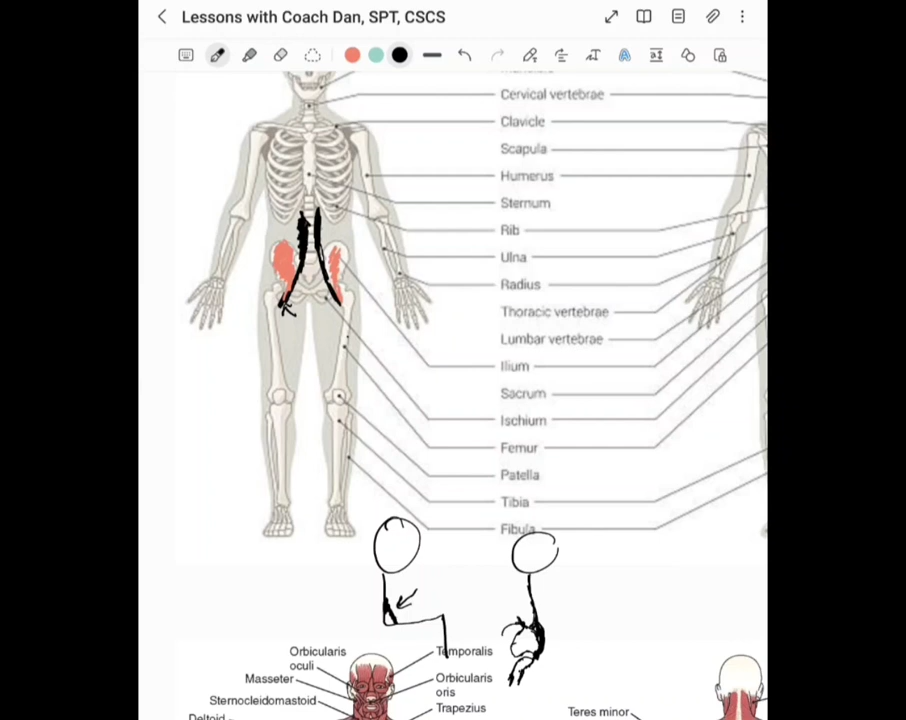 Lessons with Coach Dan, SPT, CSCS
Cervical vertebrae
Clavicle
Scapula
Humerus
Sternum
Rib
Ulna
Radius
Thoracic vertebrae
Lumbar vertebrae
Ilium
Sacrum
Ischium
Femur
Patella
Tibia
Fibula
Orbicularis
oculi
Masseter
Sternocleidomastoid
Deltoid
Temporalis
Orbicularis
oris
Trapezius
Teres minor